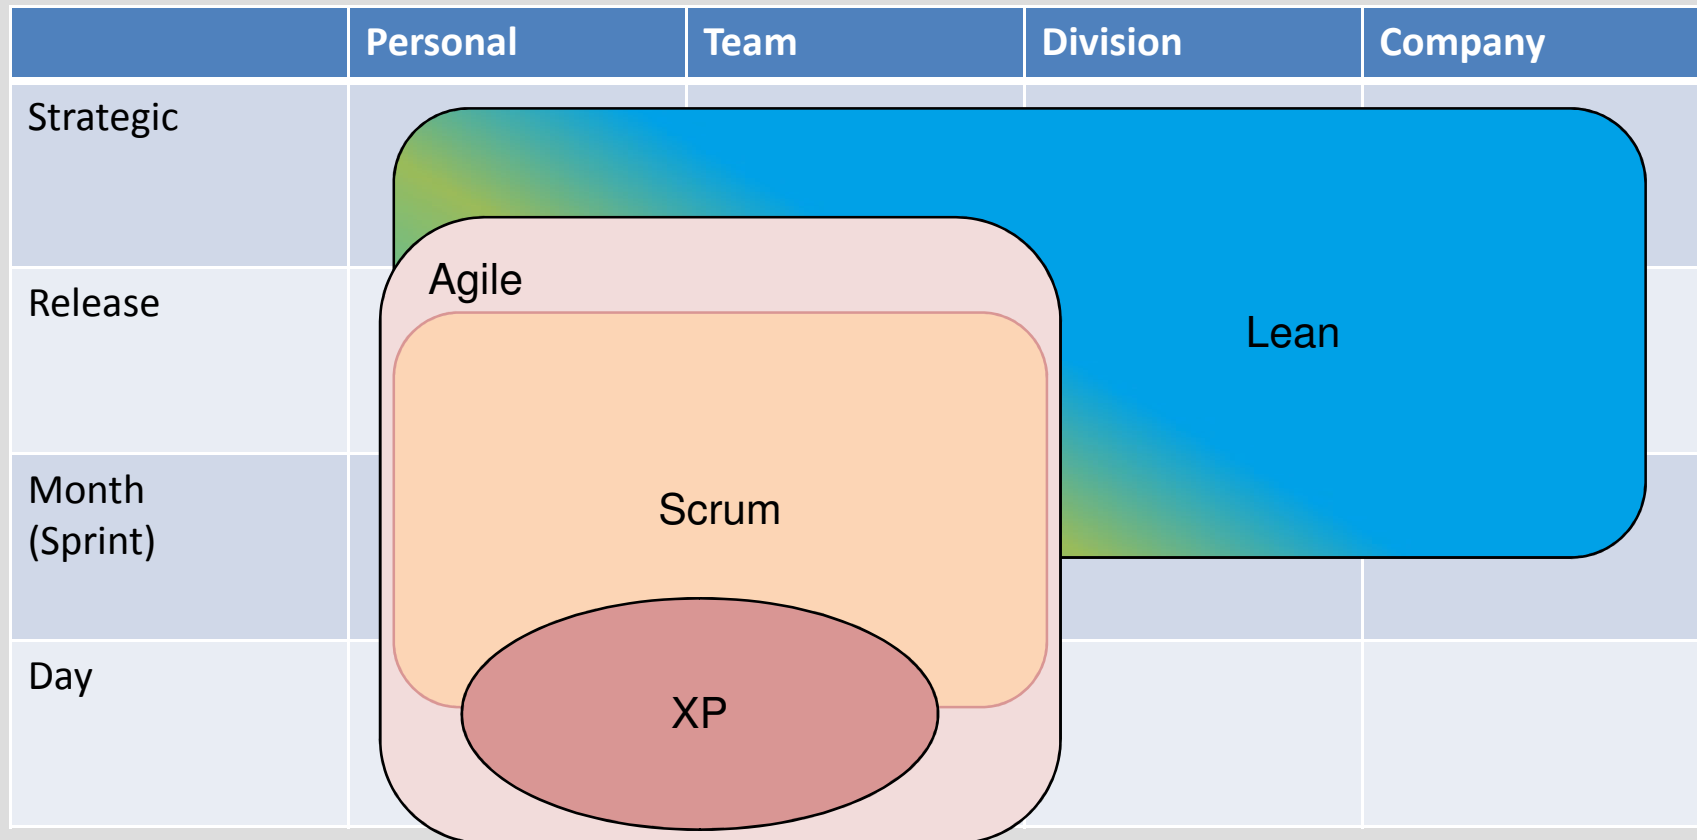 Personal Team Division Company
Strategic
Agile
Release
Lean
Month
(Sprint)
Scrum
Day
XP